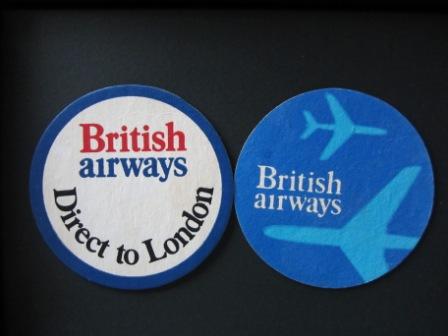 British
airways
Direct to London
British
airways